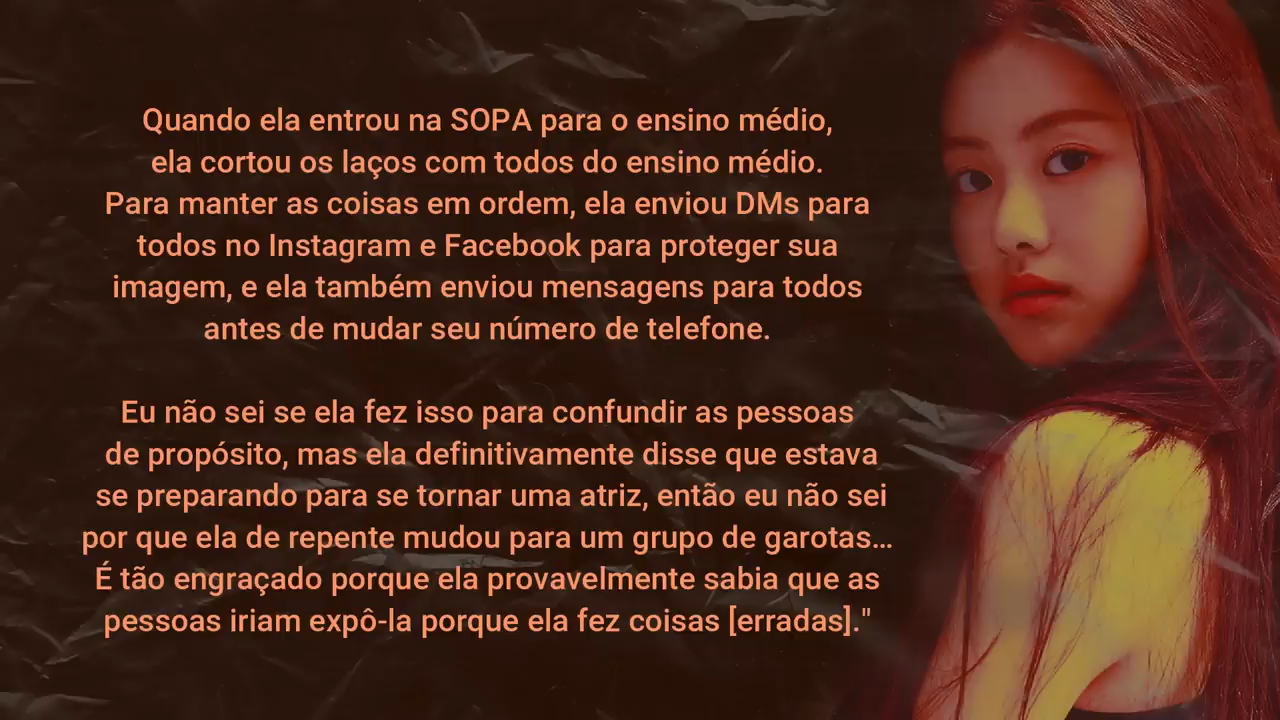 Quando ela entrou na SOPA para o ensino médio,
ela cortou os laços com todos do ensino médio.
Para manter as coisas em ordem, ela enviou DMs para
todos no Instagram e Facebook para proteger sua
imagem, e ela também enviou mensagens para todos
antes de mudar seu número de telefone.
Eu não sei se ela fez isso para confundir as pessoas
de propósito, mas ela definitivamente disse que estava
se preparando para se tornar uma atriz, então eu não sei
por que ela de repente mudou para um grupo de garotas...
É tão engraçado porque ela provavelmente sabia que as
pessoas iriam expô-la porque ela fez coisas [erradas]."